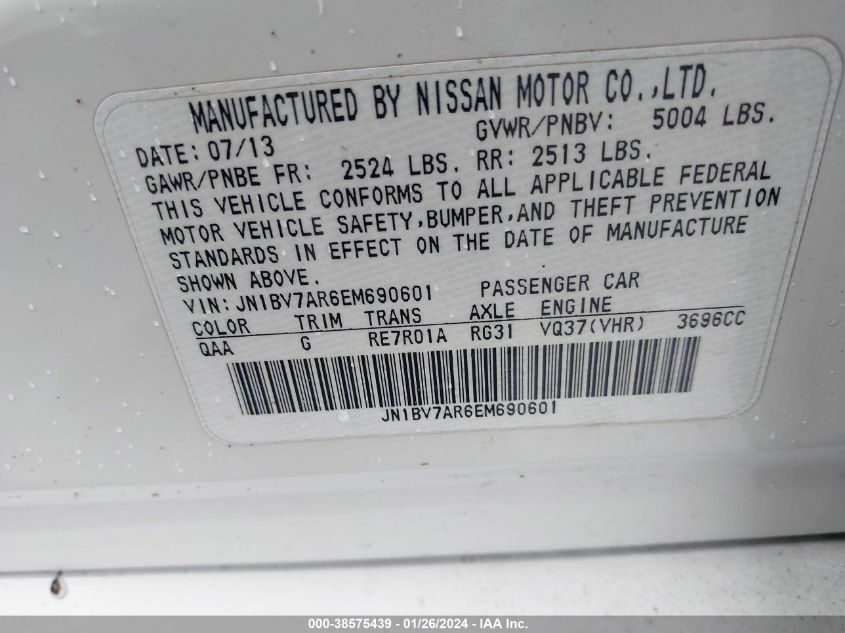 MANUFACTURED BY NISSAN MOTOR CO.,LTD.
DATE: 07/13 GVWR/PNBV: 5004 LBS.
GAWR/PNBE FR: 2524 LBS. RR: 2513 LBS.
THIS VEHICLE CONFORMS TO ALL APPLICABLE FEDERAL
MOTOR VEHICLE SAFETY,BUMPER,AND THEFT PREVENTION
STANDARDS IN EFFECT ON THE DATE OF MANUFACTURE
SHOWN ABOVE.
VIN: JN1BV7AR6EM690601 PASSENGER CAR
COLOR TRIM TRANS AXLE ENGINE
QAA G RE7R01A RG31 VQ37(VHR) 3696CC
JN1BV7AR6EM690601
000-38575439 - 01/26/2024 - IAA Inc.